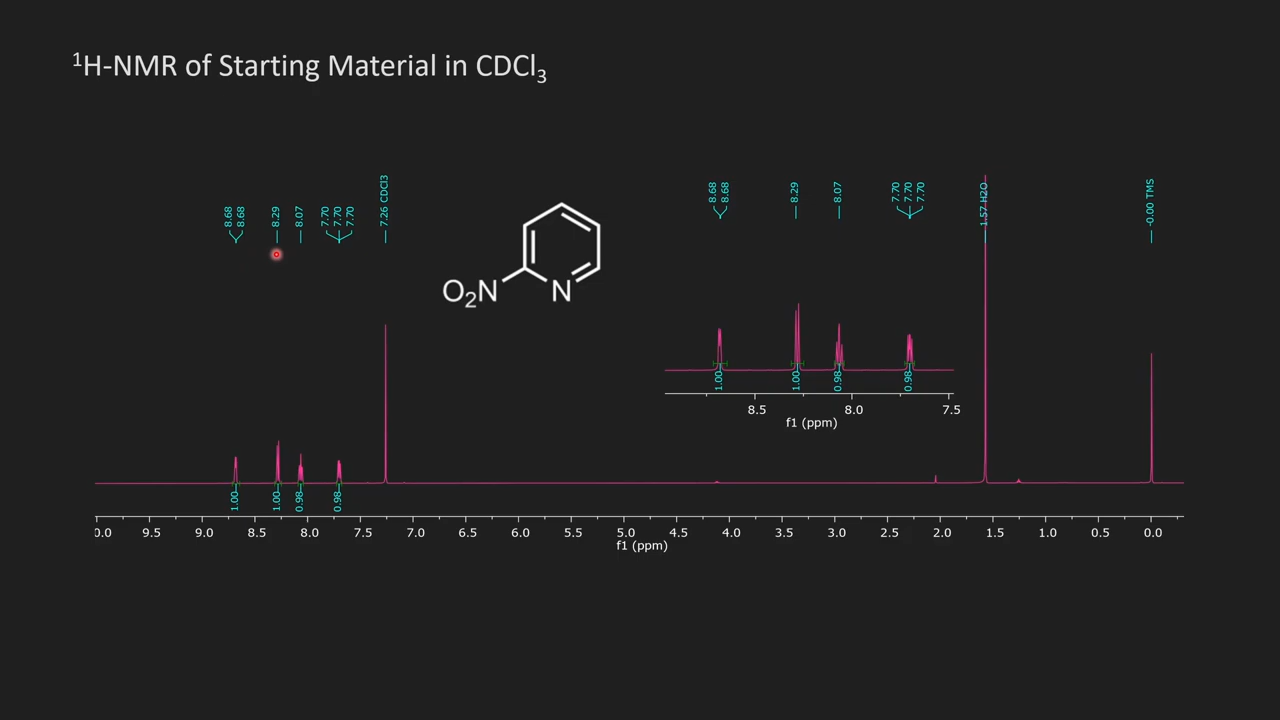 ¹H-NMR of Starting Material in CDCl₃
8.68
8.68
8.29
8.07
7.70
7.70
7.70
7.26 CDCl3
O₂N
N
8.68
8.68
8.29
8.07
7.70
7.70
7.70
1.57 H2O
-0.00 TMS
1.00
1.00
0.98
0.98
8.5 8.0 7.5
f1 (ppm)
1.00
1.00
0.98
0.98
0.0 9.5 9.0 8.5 8.0 7.5 7.0 6.5 6.0 5.5 5.0 4.5 4.0 3.5 3.0 2.5 2.0 1.5 1.0 0.5 0.0
f1 (ppm)